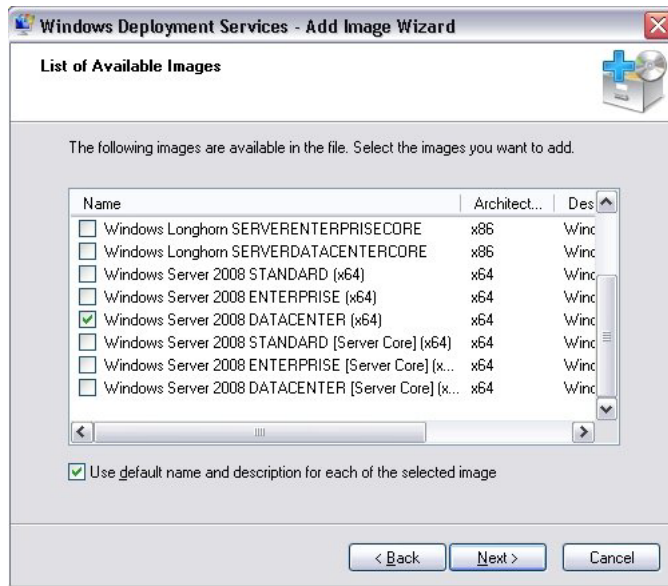 Windows Deployment Services - Add Image Wizard
List of Available Images
The following images are available in the file. Select the images you want to add.
Name Architect... Des
Windows Longhorn SERVERENTERPRISECORE x86 Winc
Windows Longhorn SERVERDATACENTERCORE x86 Winc
Windows Server 2008 STANDARD (x64) x64 Winc
Windows Server 2008 ENTERPRISE (x64) x64 Winc
Windows Server 2008 DATACENTER (x64) x64 Winc
Windows Server 2008 STANDARD [Server Core] (x64) x64 Winc
Windows Server 2008 ENTERPRISE [Server Core] (x... x64 Winc
Windows Server 2008 DATACENTER [Server Core] (x... x64 Winc
Use default name and description for each of the selected image
< Back Next > Cancel